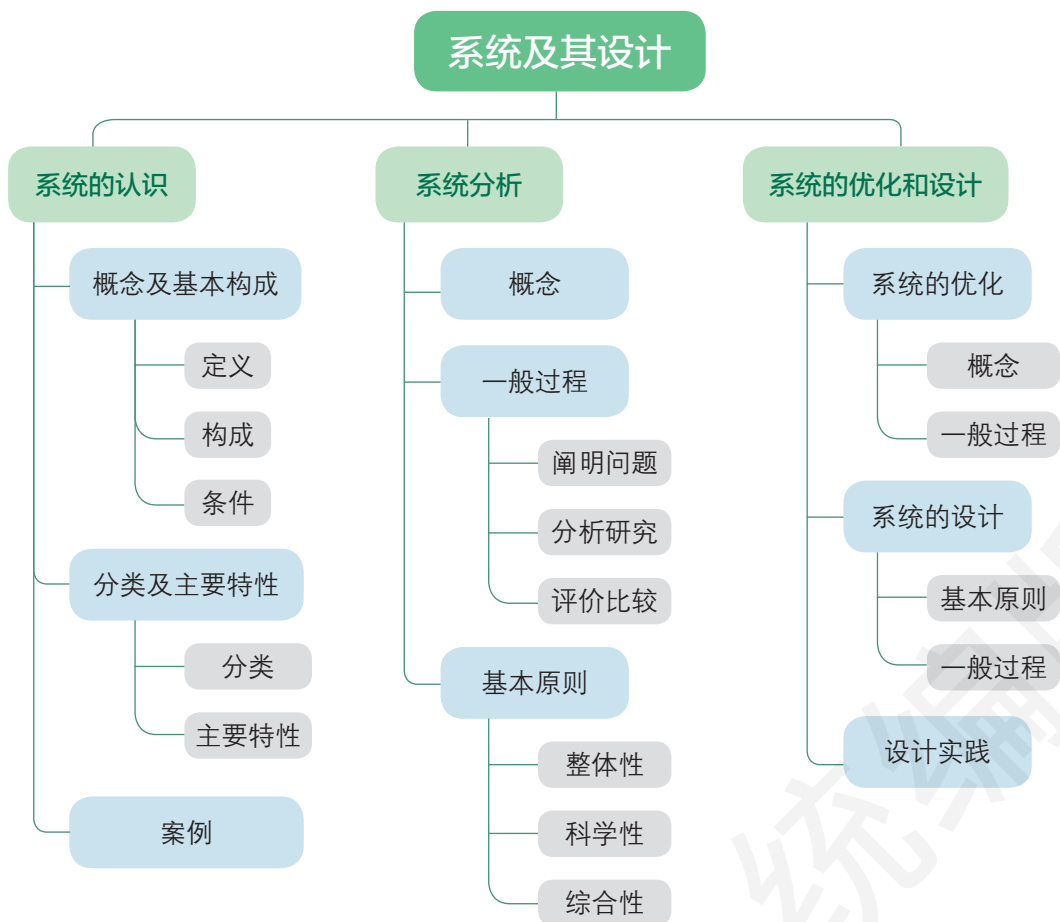 系统及其设计
系统的认识
概念及基本构成
定义
构成
条件
分类及主要特性
分类
主要特性
案例
系统分析
概念
一般过程
阐明问题
分析研究
评价比较
基本原则
整体性
科学性
综合性
系统的优化和设计
系统的优化
概念
一般过程
系统的设计
基本原则
一般过程
设计实践
统编